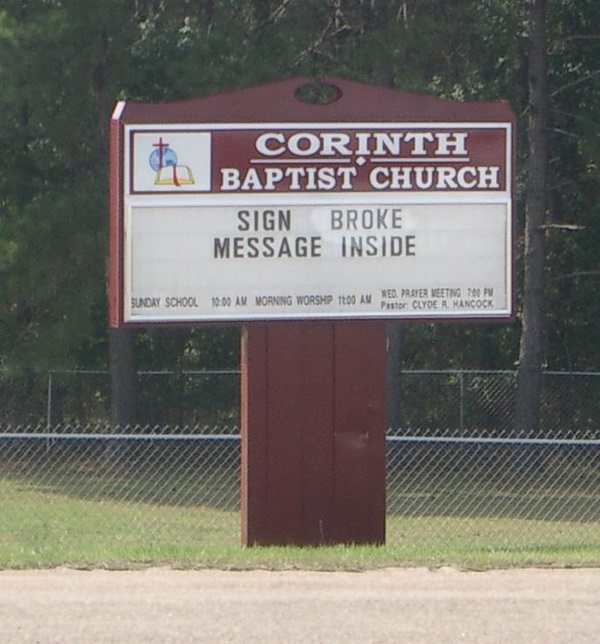 CORINTH
BAPTIST CHURCH
SIGN BROKE
MESSAGE INSIDE
SUNDAY SCHOOL 10:00 AM MORNING WORSHIP 11:00 AM
WED. PRAYER MEETING 7:00 PM
Pastor: CLYDE R. HANCOCK